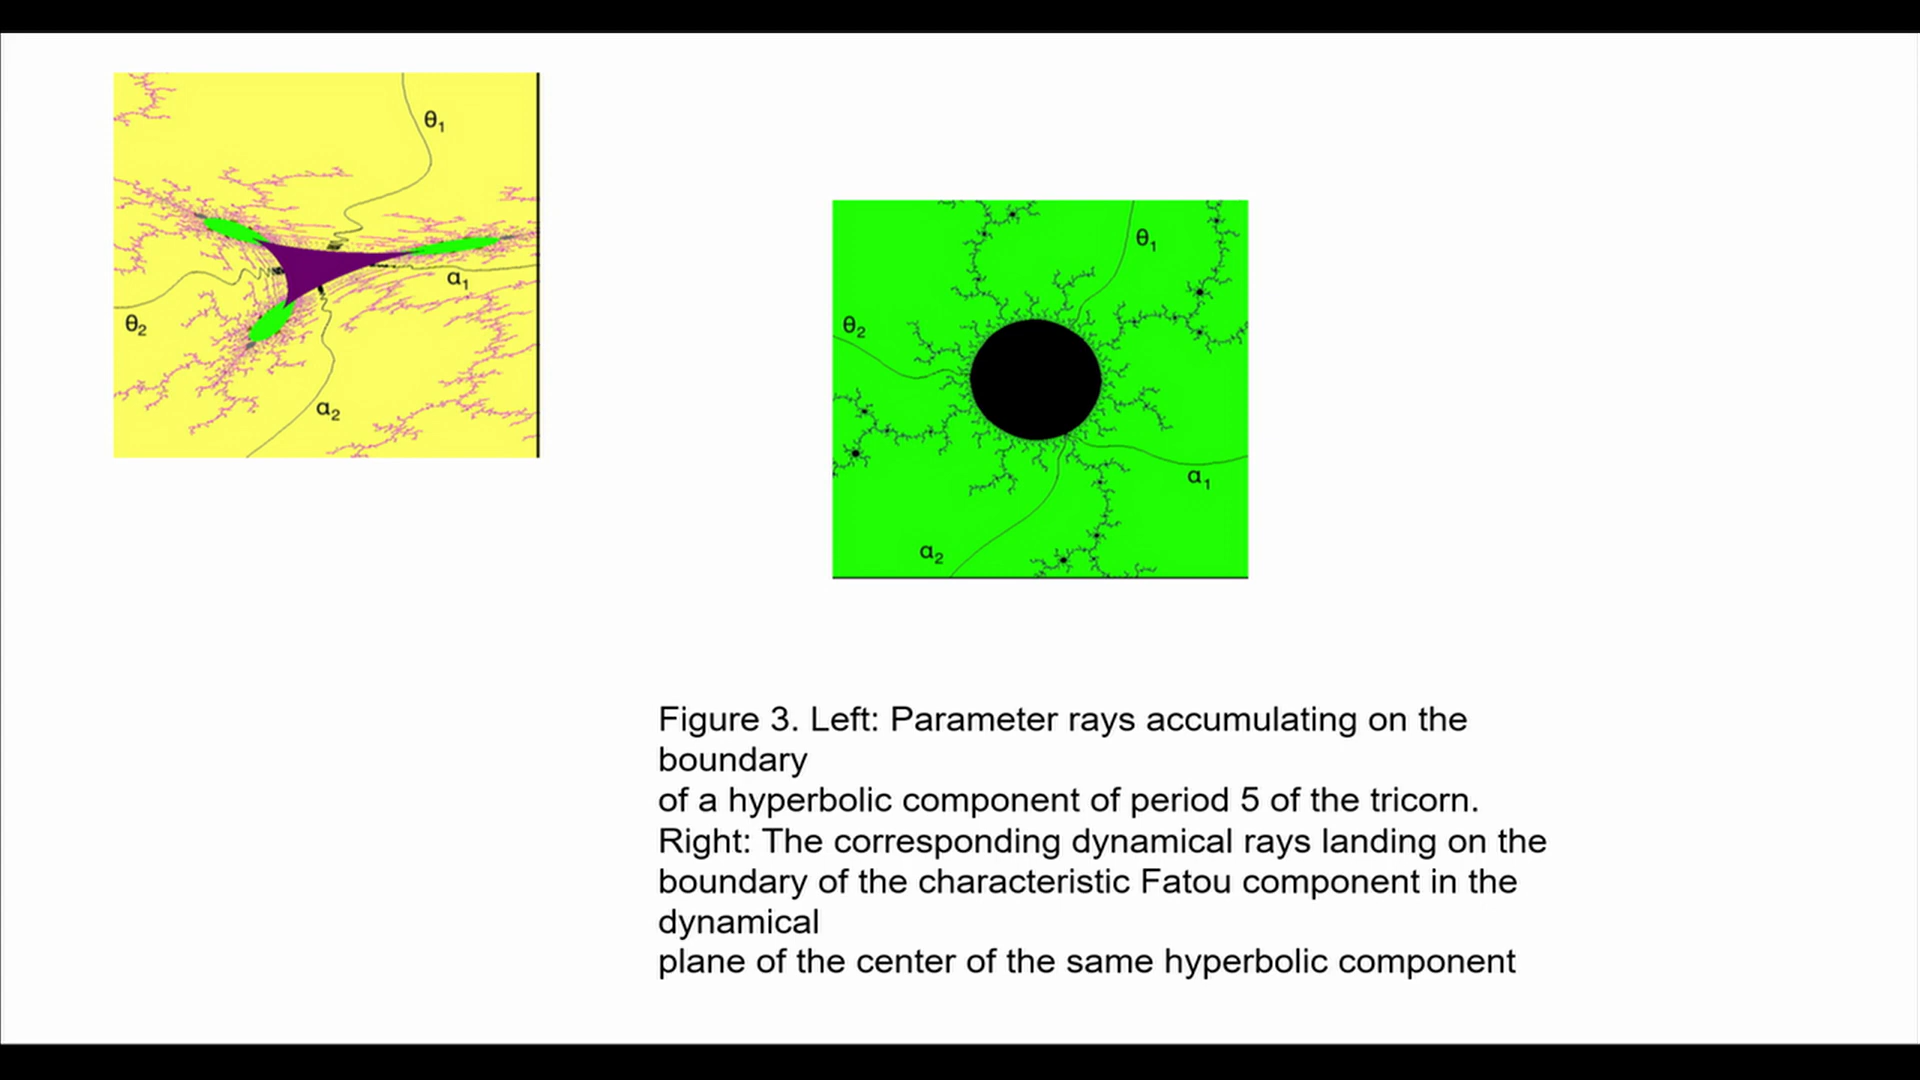 θ1
α1
θ2
α2
θ1
θ2
α1
α2
Figure 3. Left: Parameter rays accumulating on the
boundary
of a hyperbolic component of period 5 of the tricorn.
Right: The corresponding dynamical rays landing on the
boundary of the characteristic Fatou component in the
dynamical
plane of the center of the same hyperbolic component